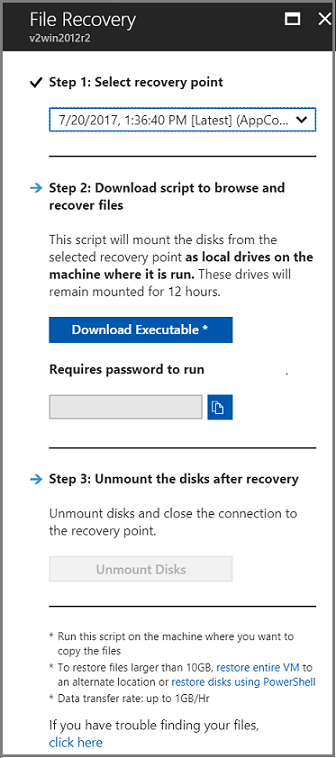 File Recovery
v2win2012r2
Step 1: Select recovery point
7/20/2017, 1:36:40 PM [Latest] (AppCo...
Step 2: Download script to browse and
recover files
This script will mount the disks from the
selected recovery point as local drives on the
machine where it is run. These drives will
remain mounted for 12 hours.
Download Executable *
Requires password to run
Step 3: Unmount the disks after recovery
Unmount disks and close the connection to
the recovery point.
Unmount Disks
* Run this script on the machine where you want to
copy the files
* To restore files larger than 10GB, restore entire VM to
an alternate location or restore disks using PowerShell
* Data transfer rate: up to 1GB/Hr
If you have trouble finding your files,
click here